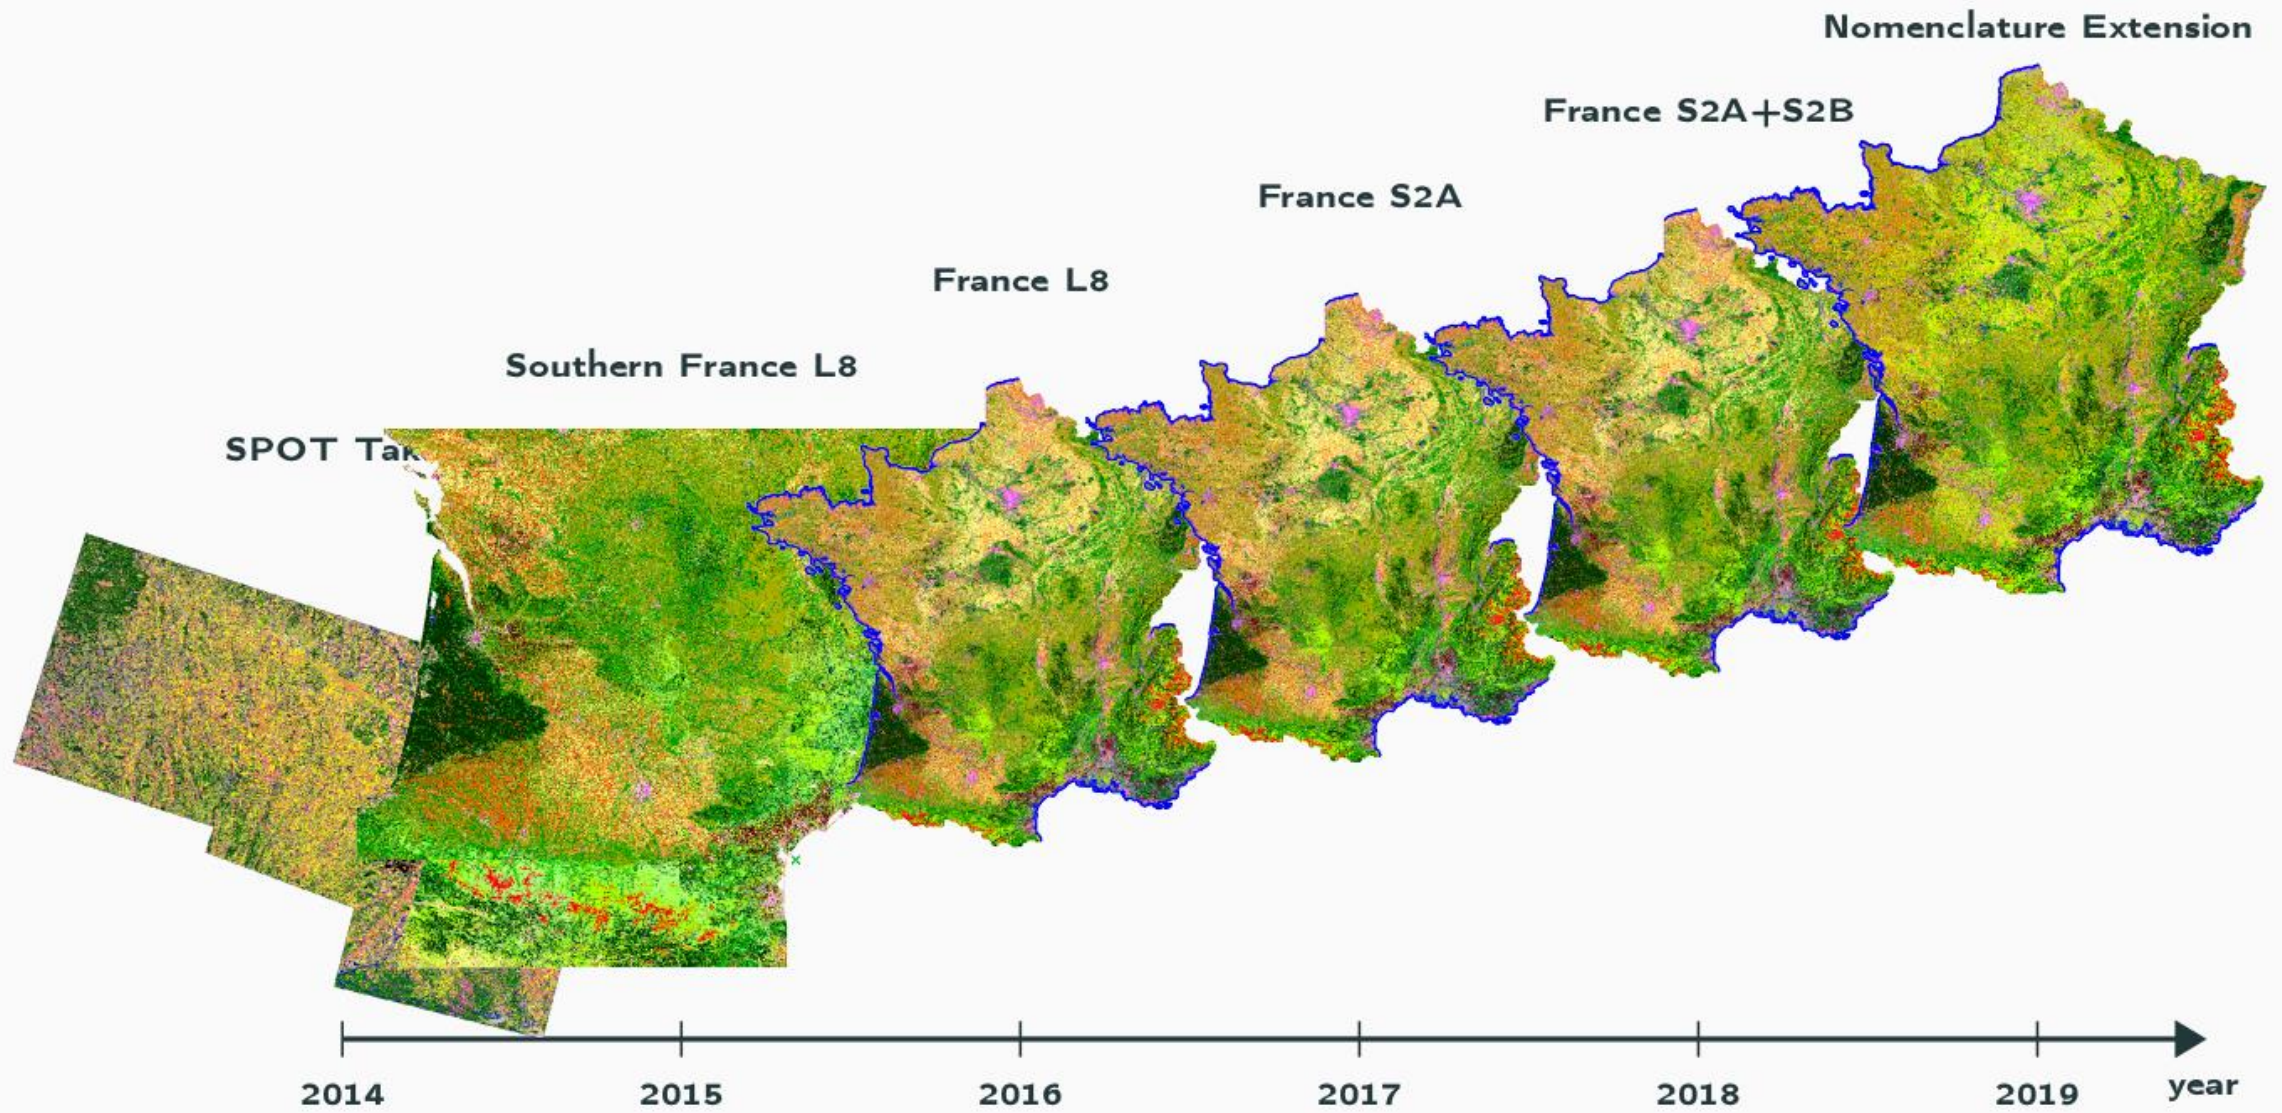 Nomenclature Extension
France S2A+S2B
France S2A
France L8
Southern France L8
SPOT
2014
2015
2016
2017
2018
2019
year